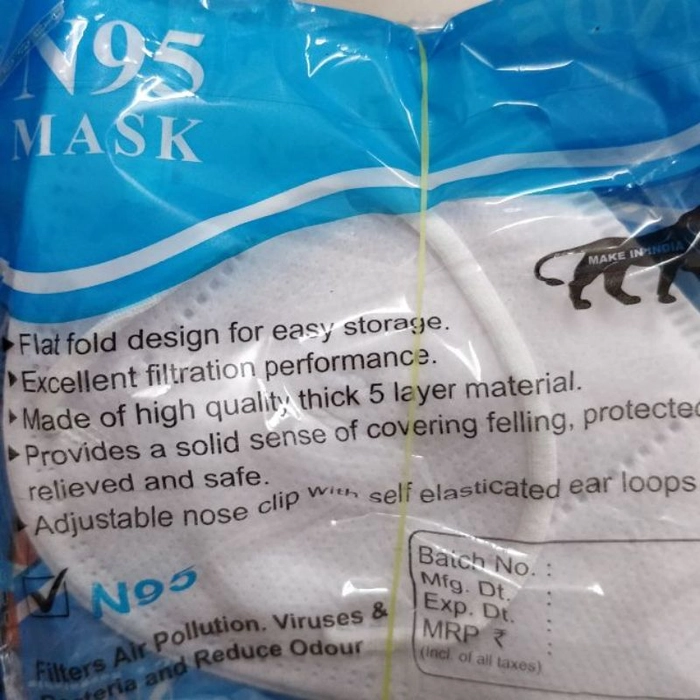 N95
MASK
MAKE IN INDIA
Flat fold design for easy storage.
Excellent filtration performance.
Made of high quality thick 5 layer material.
Provides a solid sense of covering felling, protected
relieved and safe.
Adjustable nose clip with self elasticated ear loops
N95
Filters Air Pollution. Viruses &
Bacteria and Reduce Odour
Batch No. :
Mfg. Dt. :
Exp. Dt. :
MRP ₹ :
(incl. of all taxes)